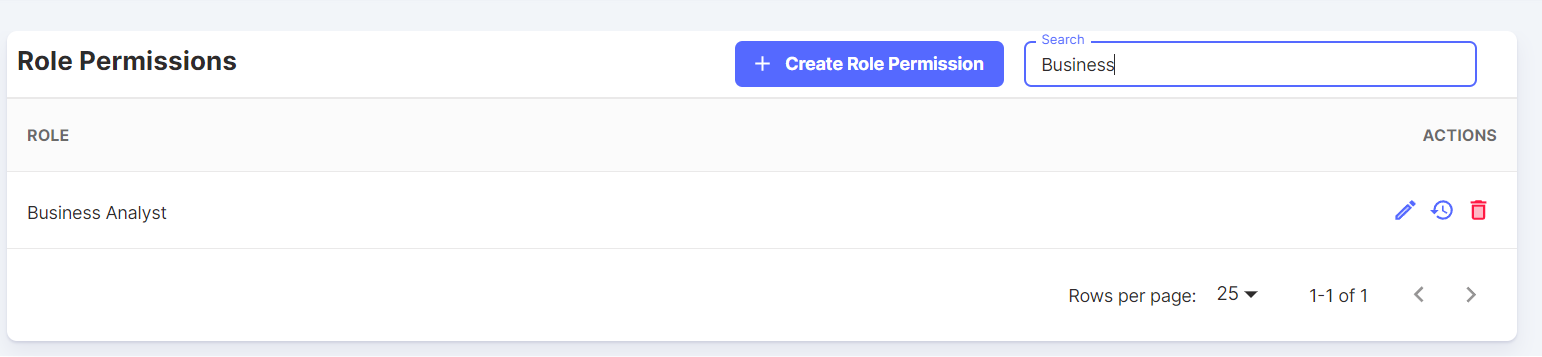 Role Permissions
Create Role Permission
Search
Business
ROLE
ACTIONS
Business Analyst
Rows per page: 25 1-1 of 1